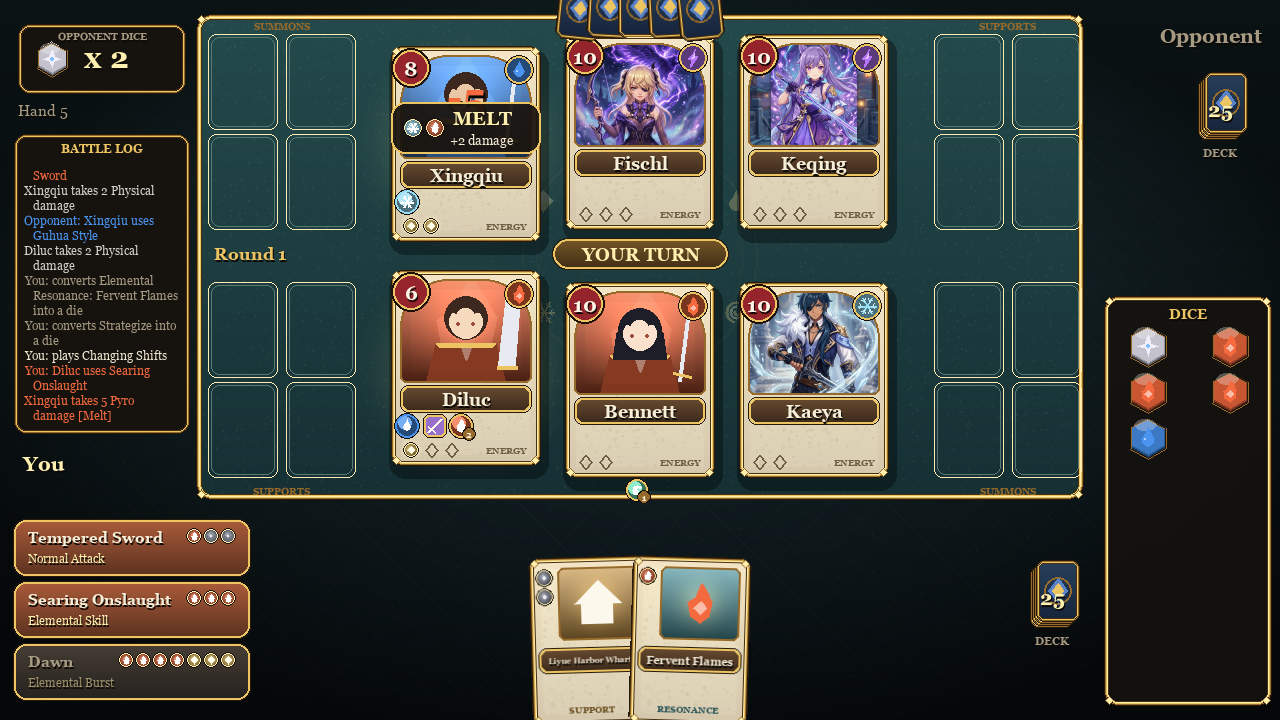 OPPONENT DICE
x 2
Hand 5
BATTLE LOG
Sword
Xingqiu takes 2 Physical
damage
Opponent: Xingqiu uses
Guhua Style
Diluc takes 2 Physical
damage
You: converts Elemental
Resonance: Fervent Flames
into a die
You: converts Strategize into
a die
You: plays Changing Shifts
You: Diluc uses Searing
Onslaught
Xingqiu takes 5 Pyro
damage [Melt]
You
SUMMONS
SUPPORTS
8
MELT
+2 damage
Xingqiu
ENERGY
10
Fischl
ENERGY
10
Keqing
ENERGY
Round 1
YOUR TURN
6
Diluc
2
ENERGY
10
Bennett
ENERGY
10
Kaeya
ENERGY
SUPPORTS
1
SUMMONS
Opponent
25
DECK
DICE
Tempered Sword
Normal Attack
Searing Onslaught
Elemental Skill
Dawn
Elemental Burst
Liyue Harbor Wharf
SUPPORT
Fervent Flames
RESONANCE
25
DECK